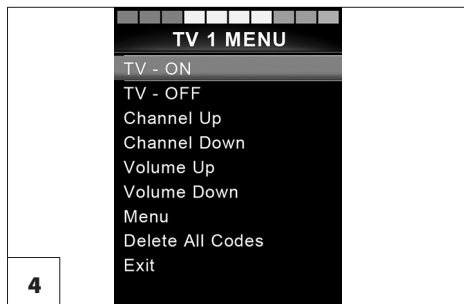 TV 1 MENU
TV - ON
TV - OFF
Channel Up
Channel Down
Volume Up
Volume Down
Menu
Delete All Codes
Exit
4